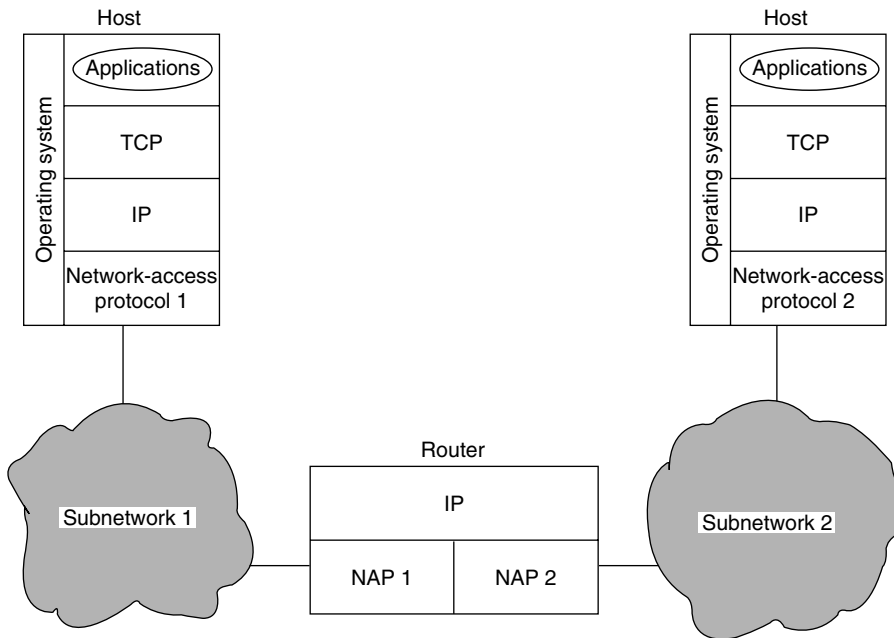 Host
Operating system
Applications
TCP
IP
Network-access
protocol 1
Host
Operating system
Applications
TCP
IP
Network-access
protocol 2
Subnetwork 1
Router
IP
NAP 1
NAP 2
Subnetwork 2